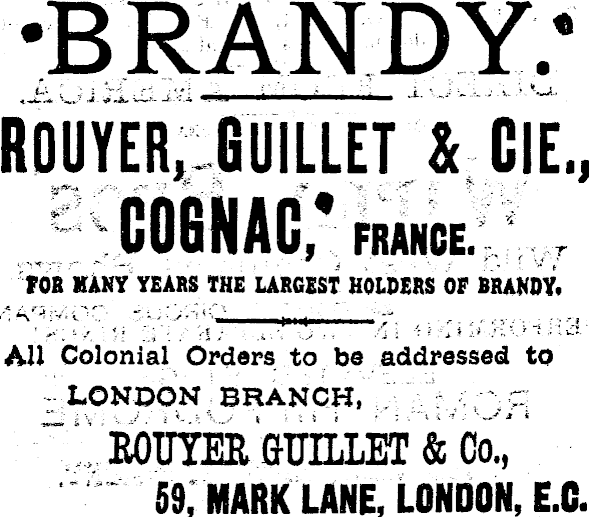 BRANDY.
ROUYER, GUILLET & CIE.,
COGNAC, FRANCE.
FOR MANY YEARS THE LARGEST HOLDERS OF BRANDY.
All Colonial Orders to be addressed to
LONDON BRANCH,
ROUYER GUILLET & Co.,
59, MARK LANE, LONDON, E.C.